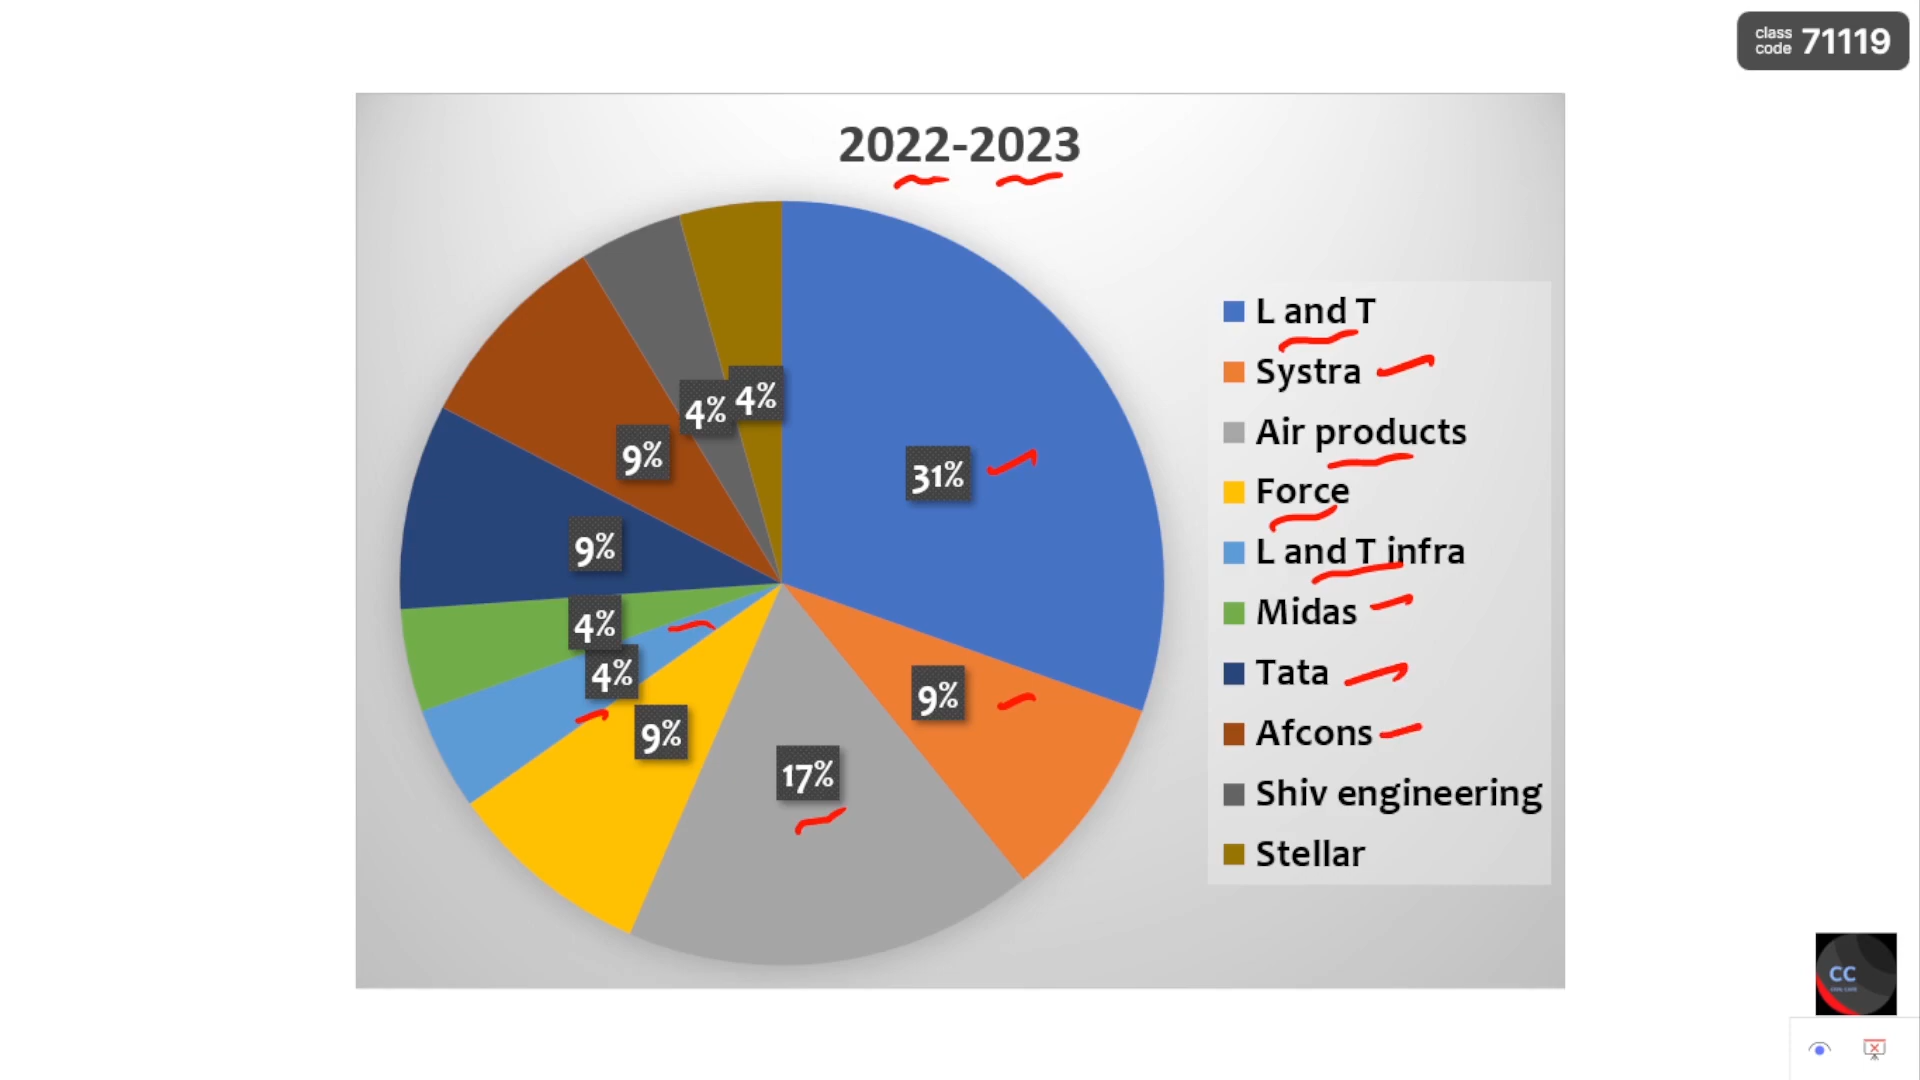 class
code 71119
2022-2023
4%
4%
9%
31%
9%
4%
4%
9%
9%
17%
L and T
Systra
Air products
Force
L and T infra
Midas
Tata
Afcons
Shiv engineering
Stellar
CC